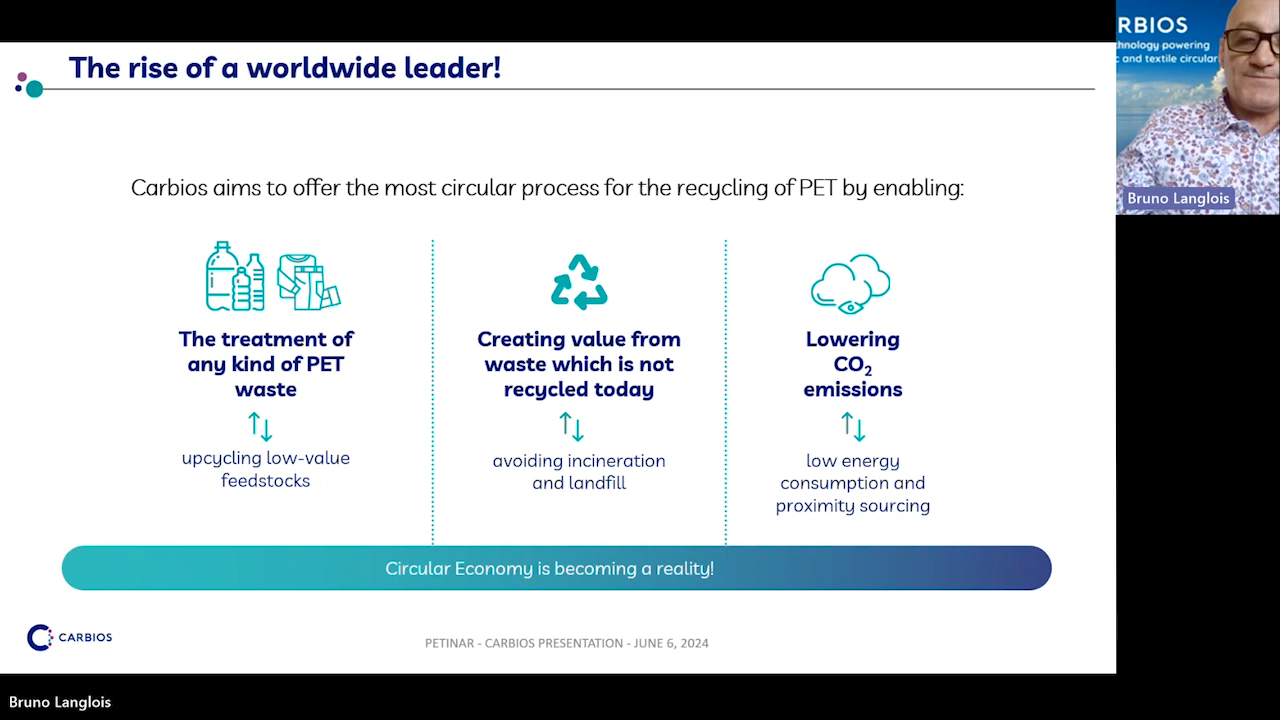 The rise of a worldwide leader!
Carbios aims to offer the most circular process for the recycling of PET by enabling:
The treatment of
any kind of PET
waste
upcycling low-value
feedstocks
Creating value from
waste which is not
recycled today
avoiding incineration
and landfill
Lowering
CO₂
emissions
low energy
consumption and
proximity sourcing
Circular Economy is becoming a reality!
CARBIOS
PETINAR - CARBIOS PRESENTATION - JUNE 6, 2024
RBIOS
hnology powering
c and textile circular
Bruno Langlois
Bruno Langlois